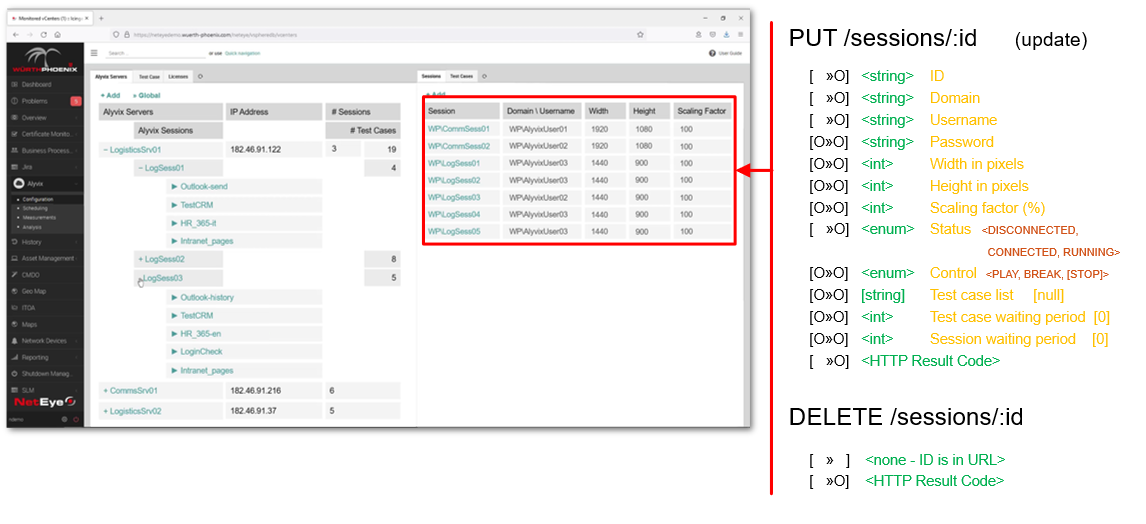 Monitored vCenters (1) :: Icinga
https://neteyedemo.wuerth-phoenix.com/neteye/vspheredb/vcenters
Search...
or use
Quick navigation
User Guide
WÜRTHPHOENIX
Dashboard
Problems
Overview
Certificate Monito...
Business Process...
Jira
Alyvix
Configuration
Scheduling
Measurements
Analysis
History
Asset Management
CMDO
Geo Map
ITOA
Maps
Network Devices
Reporting
Shutdown Manag...
SLM
NetEye
Alyvix Servers
Test Case
Licenses
+ Add
» Global
Alyvix Servers
IP Address
# Sessions
Alyvix Sessions
# Test Cases
− LogisticsSrv01
182.46.91.122
3
19
− LogSess01
4
► Outlook-send
► TestCRM
► HR_365-it
► Intranet_pages
+ LogSess02
8
LogSess03
5
► Outlook-history
► TestCRM
► HR_365-en
► LoginCheck
► Intranet_pages
+ CommsSrv01
182.46.91.216
6
+ LogisticsSrv02
182.46.91.37
5
Sessions
Test Cases
+ Add
Session
Domain \ Username
Width
Height
Scaling Factor
WP\CommSess01
WP\AlyvixUser01
1920
1080
100
WP\CommSess02
WP\AlyvixUser02
1920
1080
100
WP\LogSess01
WP\AlyvixUser03
1440
900
100
WP\LogSess02
WP\AlyvixUser03
1440
900
100
WP\LogSess03
WP\AlyvixUser02
1440
900
100
WP\LogSess04
WP\AlyvixUser03
1440
900
100
WP\LogSess05
WP\AlyvixUser03
1440
900
100
PUT /sessions/:id (update)
[ »O] <string> ID
[ »O] <string> Domain
[ »O] <string> Username
[O»O] <string> Password
[O»O] <int> Width in pixels
[O»O] <int> Height in pixels
[O»O] <int> Scaling factor (%)
[ »O] <enum> Status <DISCONNECTED,
CONNECTED, RUNNING>
[O»O] <enum> Control <PLAY, BREAK, [STOP]>
[O»O] [string] Test case list [null]
[O»O] <int> Test case waiting period [0]
[O»O] <int> Session waiting period [0]
[ »O] <HTTP Result Code>
DELETE /sessions/:id
[ » ] <none - ID is in URL>
[ »O] <HTTP Result Code>